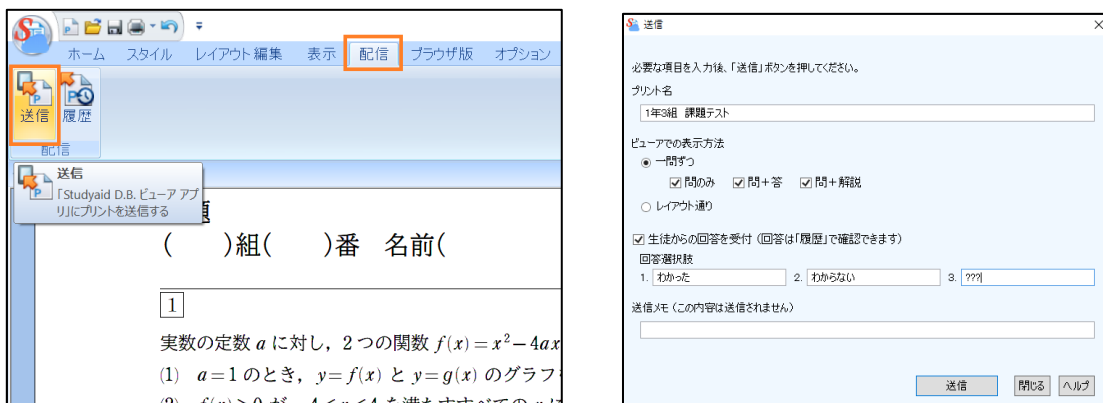 ホーム スタイル レイアウト編集 表示 配信 ブラウザ版 オプション
送信 履歴
配信
送信
「Studyaid D.B. ビューア アプ
リ」にプリントを送信する
( )組( )番 名前(
1
実数の定数 a に対し，2つの関数 f(x)=x²−4ax
(1) a=1 のとき，y=f(x) と y=g(x) のグラフ
送信
必要な項目を入力後、「送信」ボタンを押してください。
プリント名
1年3組 課題テスト
ビューアでの表示方法
一問ずつ
問のみ 問+答 問+解説
レイアウト通り
生徒からの回答を受付（回答は「履歴」で確認できます）
回答選択肢
1. わかった 2. わからない 3. ???
送信メモ（この内容は送信されません）
送信 閉じる ヘルプ